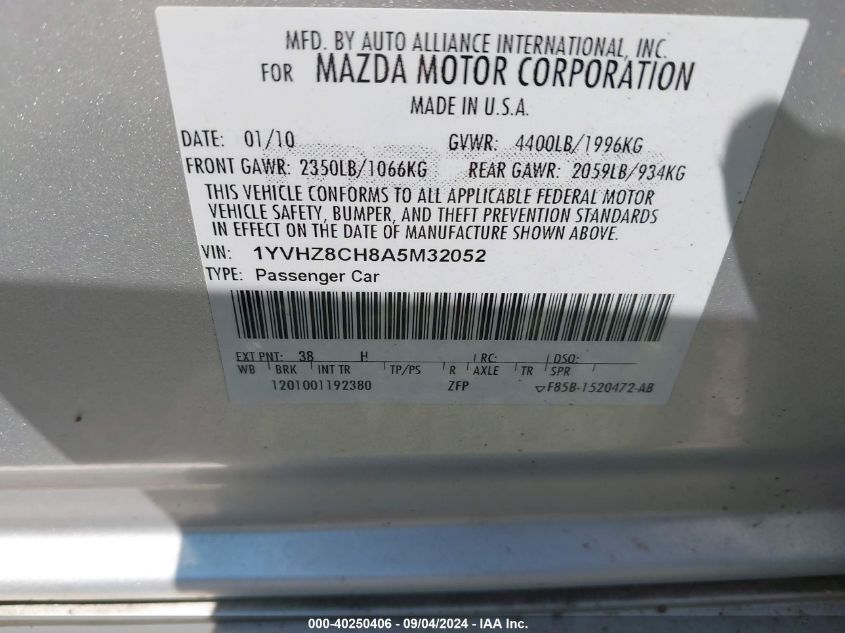 MFD. BY AUTO ALLIANCE INTERNATIONAL, INC.
FOR MAZDA MOTOR CORPORATION
MADE IN U.S.A.
DATE: 01/10 GVWR: 4400LB/1996KG
FRONT GAWR: 2350LB/1066KG REAR GAWR: 2059LB/934KG
THIS VEHICLE CONFORMS TO ALL APPLICABLE FEDERAL MOTOR
VEHICLE SAFETY, BUMPER, AND THEFT PREVENTION STANDARDS
IN EFFECT ON THE DATE OF MANUFACTURE SHOWN ABOVE.
VIN: 1YVHZ8CH8A5M32052
TYPE: Passenger Car
EXT PNT: 38 H RC: DSO:
WB BRK INT TR TP/PS R AXLE TR SPR
1201001192380 ZFP F85B-1520472-AB
000-40250406 - 09/04/2024 - IAA Inc.